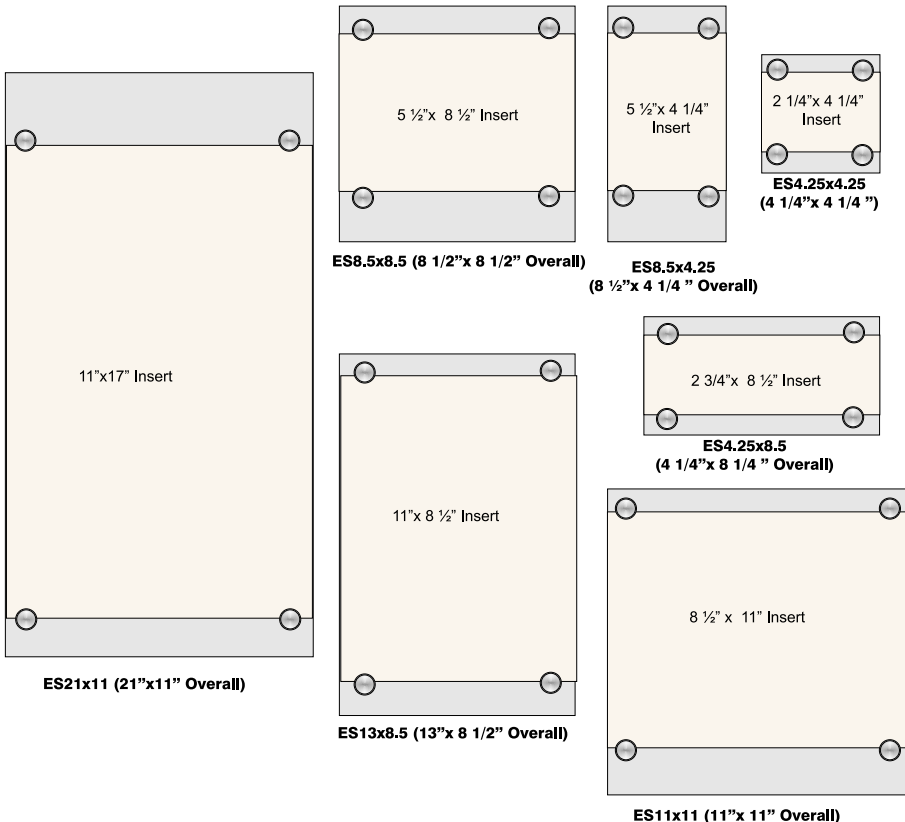 5 ½”x 8 ½” Insert
ES8.5x8.5 (8 1/2”x 8 1/2” Overall)
5 ½”x 4 1/4”
Insert
ES8.5x4.25
(8 ½”x 4 1/4 ” Overall)
2 1/4”x 4 1/4”
Insert
ES4.25x4.25
(4 1/4”x 4 1/4 ”)
11”x17” Insert
ES21x11 (21”x11” Overall)
11”x 8 ½” Insert
ES13x8.5 (13”x 8 1/2” Overall)
2 3/4”x 8 ½” Insert
ES4.25x8.5
(4 1/4”x 8 1/4 ” Overall)
8 ½” x 11” Insert
ES11x11 (11”x 11” Overall)